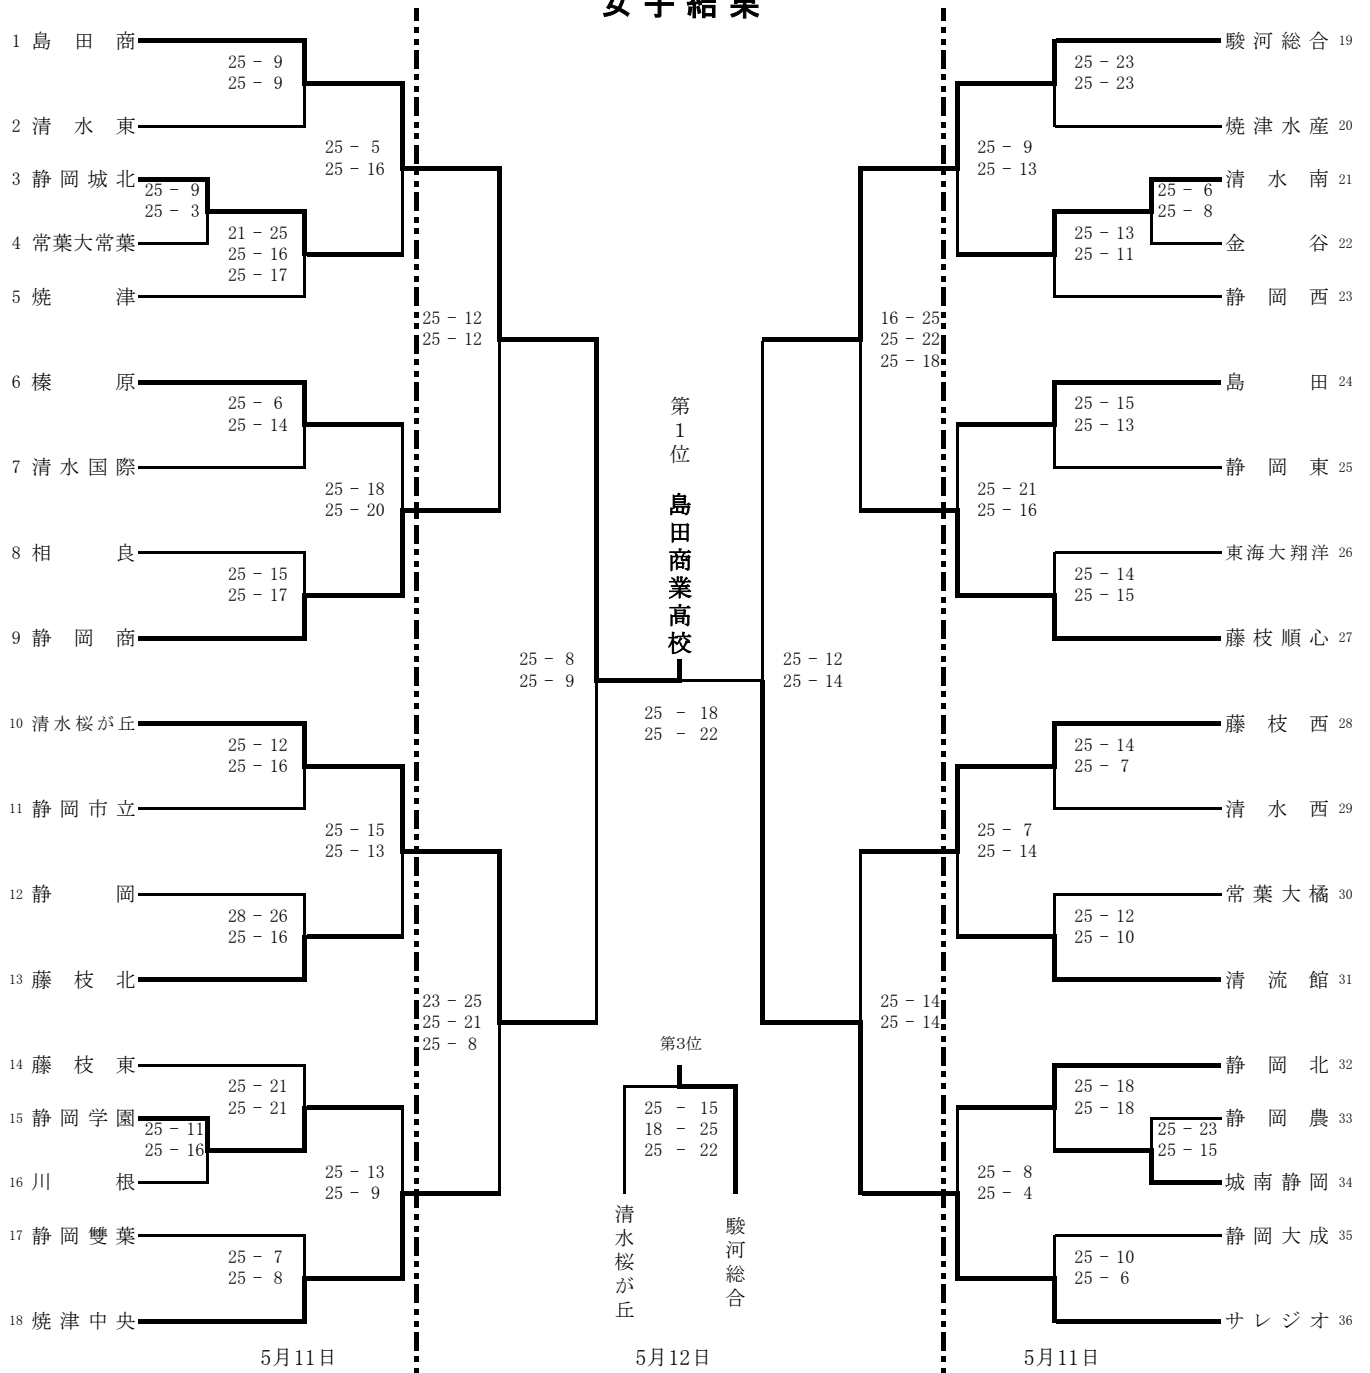 女子結果
1 島田商
25 － 9
25 － 9
2 清水東
25 － 5
25 － 16
3 静岡城北
25 － 9
25 － 3
4 常葉大常葉
21 － 25
25 － 16
25 － 17
5 焼津
25 － 12
25 － 12
6 榛原
25 － 6
25 － 14
7 清水国際
25 － 18
25 － 20
8 相良
25 － 15
25 － 17
9 静岡商
25 － 8
25 － 9
10 清水桜が丘
25 － 12
25 － 16
11 静岡市立
25 － 15
25 － 13
12 静岡
28 － 26
25 － 16
13 藤枝北
23 － 25
25 － 21
25 － 8
14 藤枝東
25 － 21
25 － 21
15 静岡学園
25 － 11
25 － 16
16 川根
25 － 13
25 － 9
17 静岡雙葉
25 － 7
25 － 8
18 焼津中央
5月11日
第1位 島田商業高校
25 － 18
25 － 22
第3位
25 － 15
18 － 25
25 － 22
清水桜が丘
駿河総合
5月12日
駿河総合 19
25 － 23
25 － 23
焼津水産 20
25 － 9
25 － 13
清水南 21
25 － 6
25 － 8
金谷 22
25 － 13
25 － 11
静岡西 23
16 － 25
25 － 22
25 － 18
島田 24
25 － 15
25 － 13
静岡東 25
25 － 21
25 － 16
東海大翔洋 26
25 － 14
25 － 15
藤枝順心 27
25 － 12
25 － 14
藤枝西 28
25 － 14
25 － 7
清水西 29
25 － 7
25 － 14
常葉大橘 30
25 － 12
25 － 10
清流館 31
25 － 14
25 － 14
静岡北 32
25 － 18
25 － 18
静岡農 33
25 － 23
25 － 15
城南静岡 34
25 － 8
25 － 4
静岡大成 35
25 － 10
25 － 6
サレジオ 36
5月11日